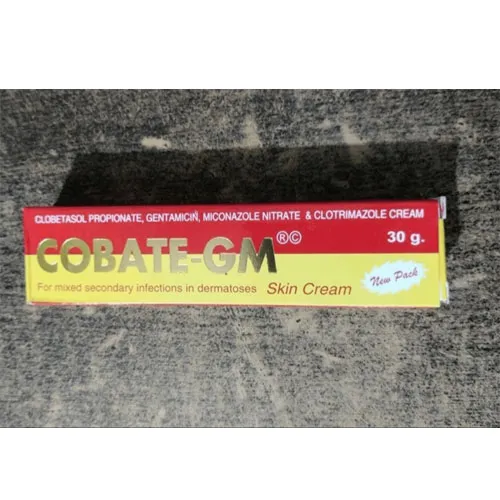 CLOBETASOL PROPIONATE, GENTAMICIN, MICONAZOLE NITRATE & CLOTRIMAZOLE CREAM
COBATE-GM®© 30 g.
For mixed secondary infections in dermatoses Skin Cream New Pack